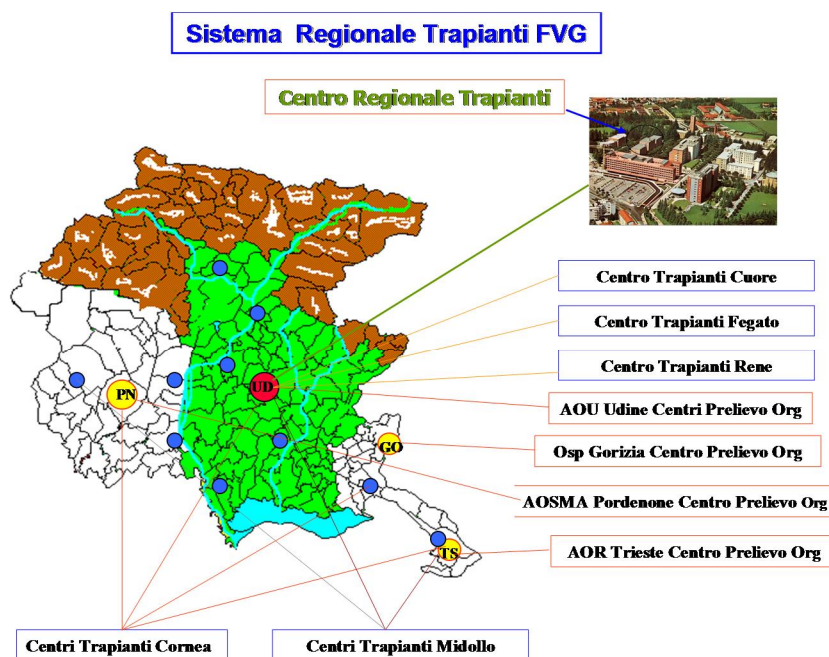 Sistema Regionale Trapianti FVG
Centro Regionale Trapianti
Centro Trapianti Cuore
Centro Trapianti Fegato
Centro Trapianti Rene
AOU Udine Centri Prelievo Org
Osp Gorizia Centro Prelievo Org
AOSMA Pordenone Centro Prelievo Org
AOR Trieste Centro Prelievo Org
PN
UD
GO
TS
Centri Trapianti Cornea
Centri Trapianti Midollo